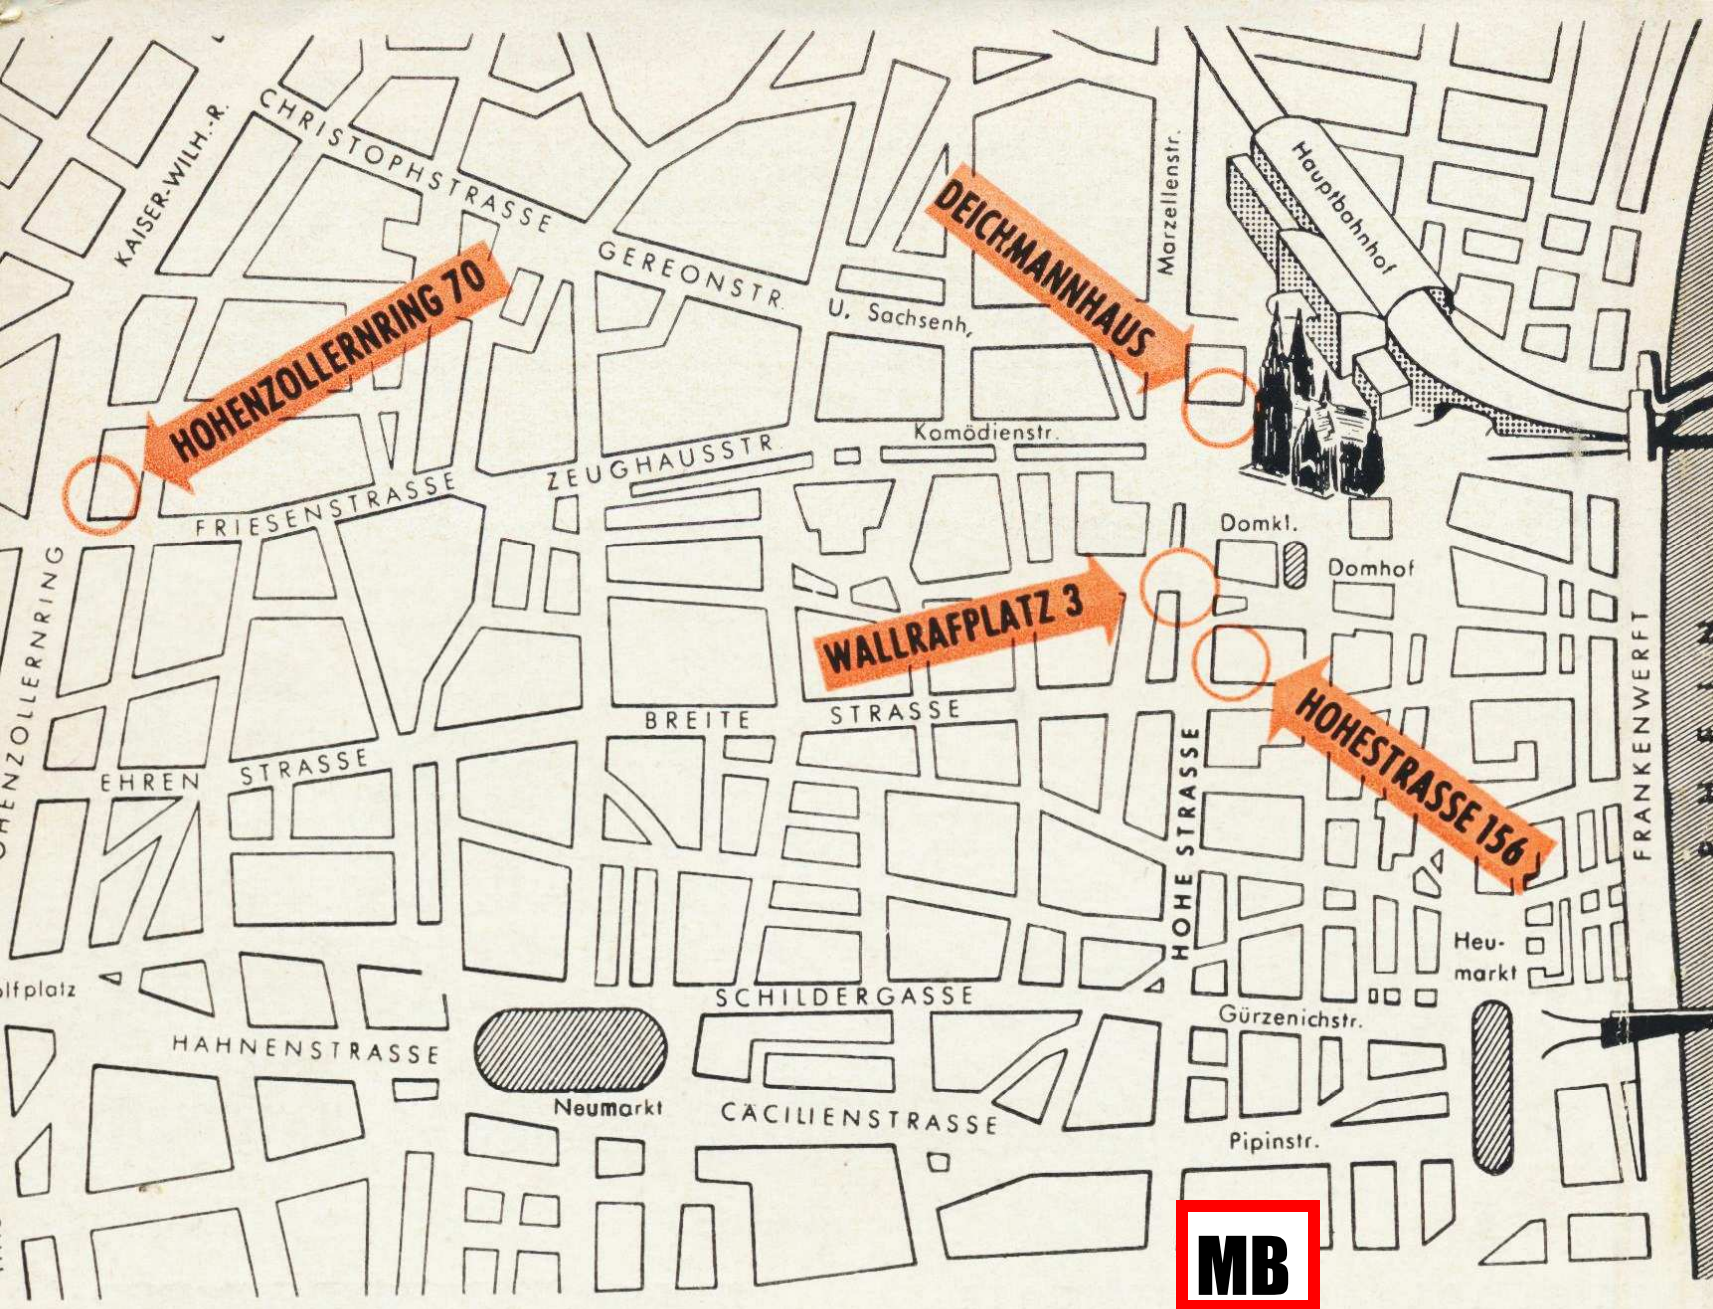 KAISER-WILH.-R.
CHRISTOPHSTRASSE
GEREONSTR.
U. Sachsenh,
Marzellenstr.
Hauptbahnhof
DEICHMANNHAUS
HOHENZOLLERNRING 70
Komödienstr.
ZEUGHAUSSTR.
FRIESENSTRASSE
Domkl.
Domhof
WALLRAFPLATZ 3
HOHESTRASSE 156
HOHENZOLLERNRING
BREITE STRASSE
EHREN STRASSE
HOHE STRASSE
FRANKENWERFT
Heu-
markt
SCHILDERGASSE
Gürzenichstr.
HAHNENSTRASSE
Neumarkt
CÄCILIENSTRASSE
Pipinstr.
MB